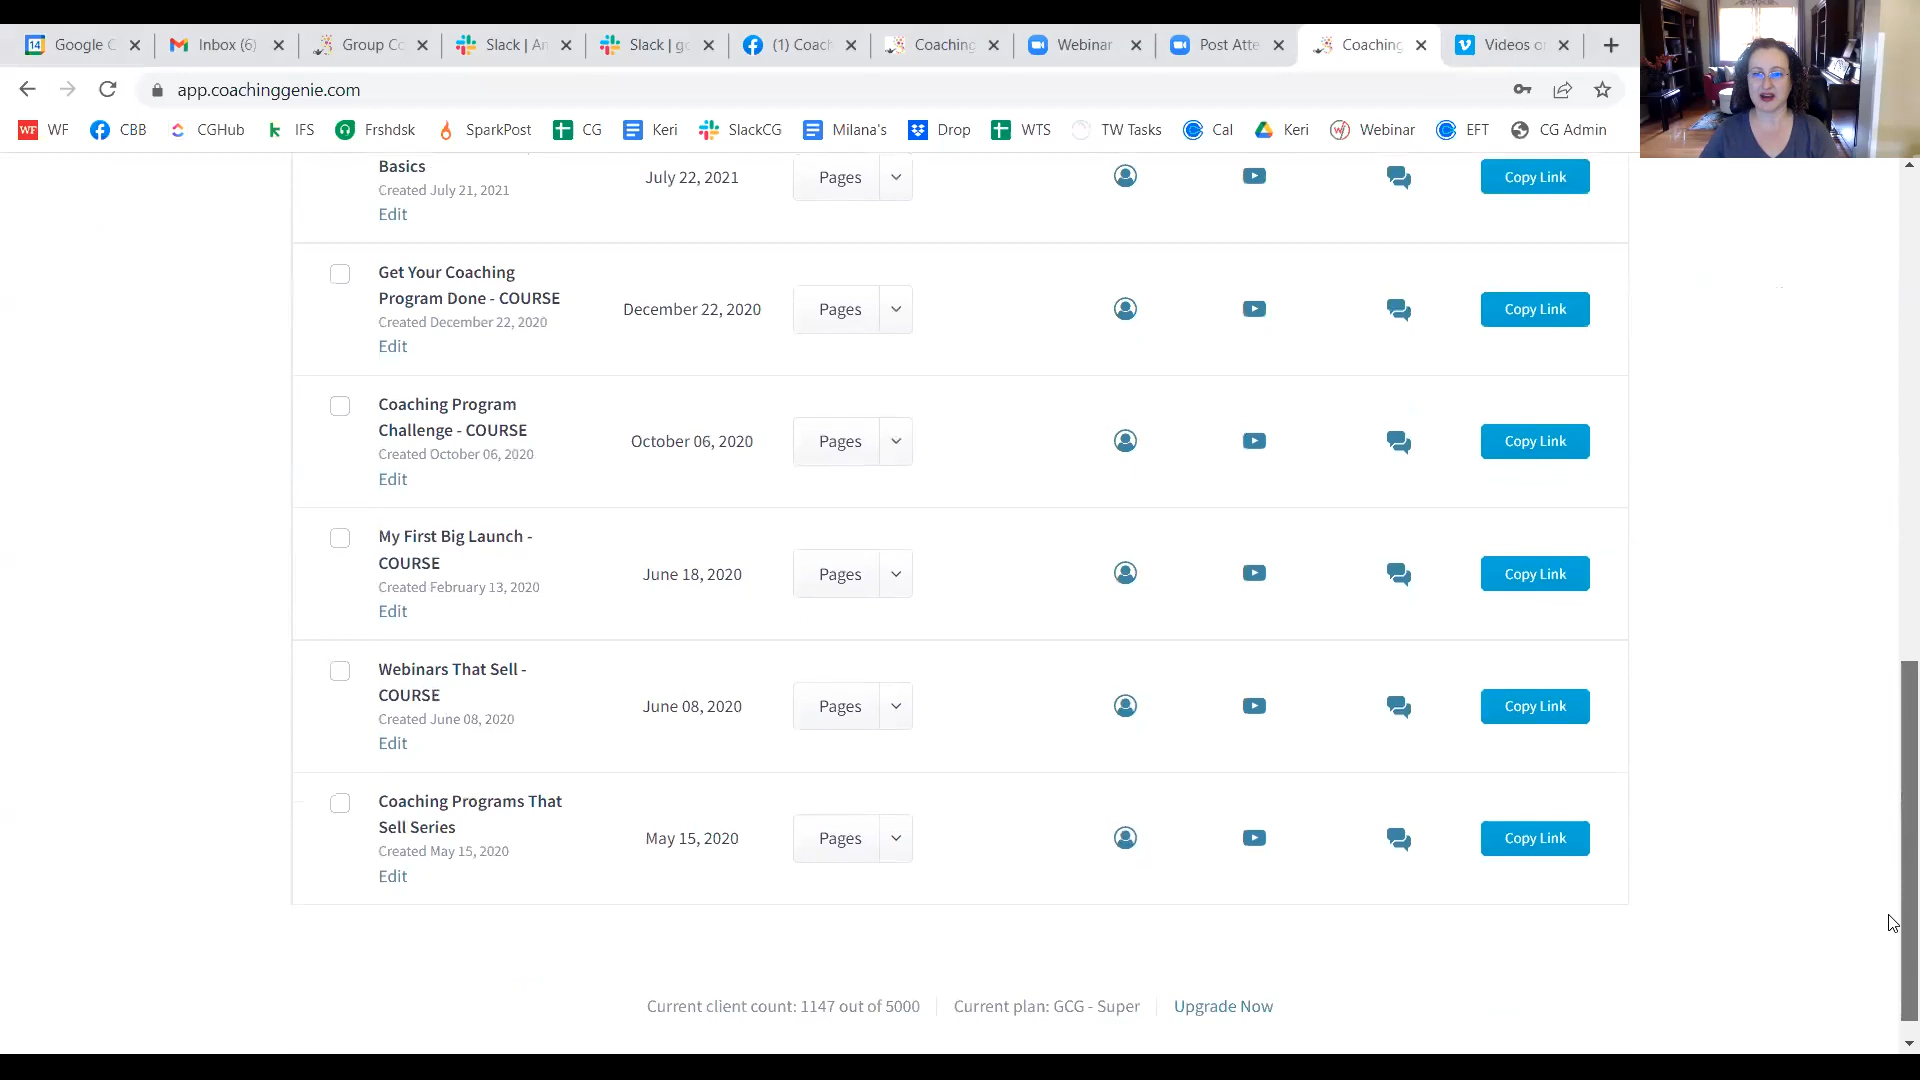 14 Google C
Inbox (6)
Group Co
Slack | An
Slack | go
(1) Coach
Coaching
Webinar
Post Atte
Coaching
Videos or
app.coachinggenie.com
WF WF
CBB
CGHub
k IFS
Frshdsk
SparkPost
CG
Keri
SlackCG
Milana's
Drop
WTS
TW Tasks
Cal
Keri
Webinar
EFT
CG Admin
Basics
Created July 21, 2021
Edit
July 22, 2021
Pages
Copy Link
Get Your Coaching
Program Done - COURSE
Created December 22, 2020
Edit
December 22, 2020
Pages
Copy Link
Coaching Program
Challenge - COURSE
Created October 06, 2020
Edit
October 06, 2020
Pages
Copy Link
My First Big Launch -
COURSE
Created February 13, 2020
Edit
June 18, 2020
Pages
Copy Link
Webinars That Sell -
COURSE
Created June 08, 2020
Edit
June 08, 2020
Pages
Copy Link
Coaching Programs That
Sell Series
Created May 15, 2020
Edit
May 15, 2020
Pages
Copy Link
Current client count: 1147 out of 5000
Current plan: GCG - Super
Upgrade Now